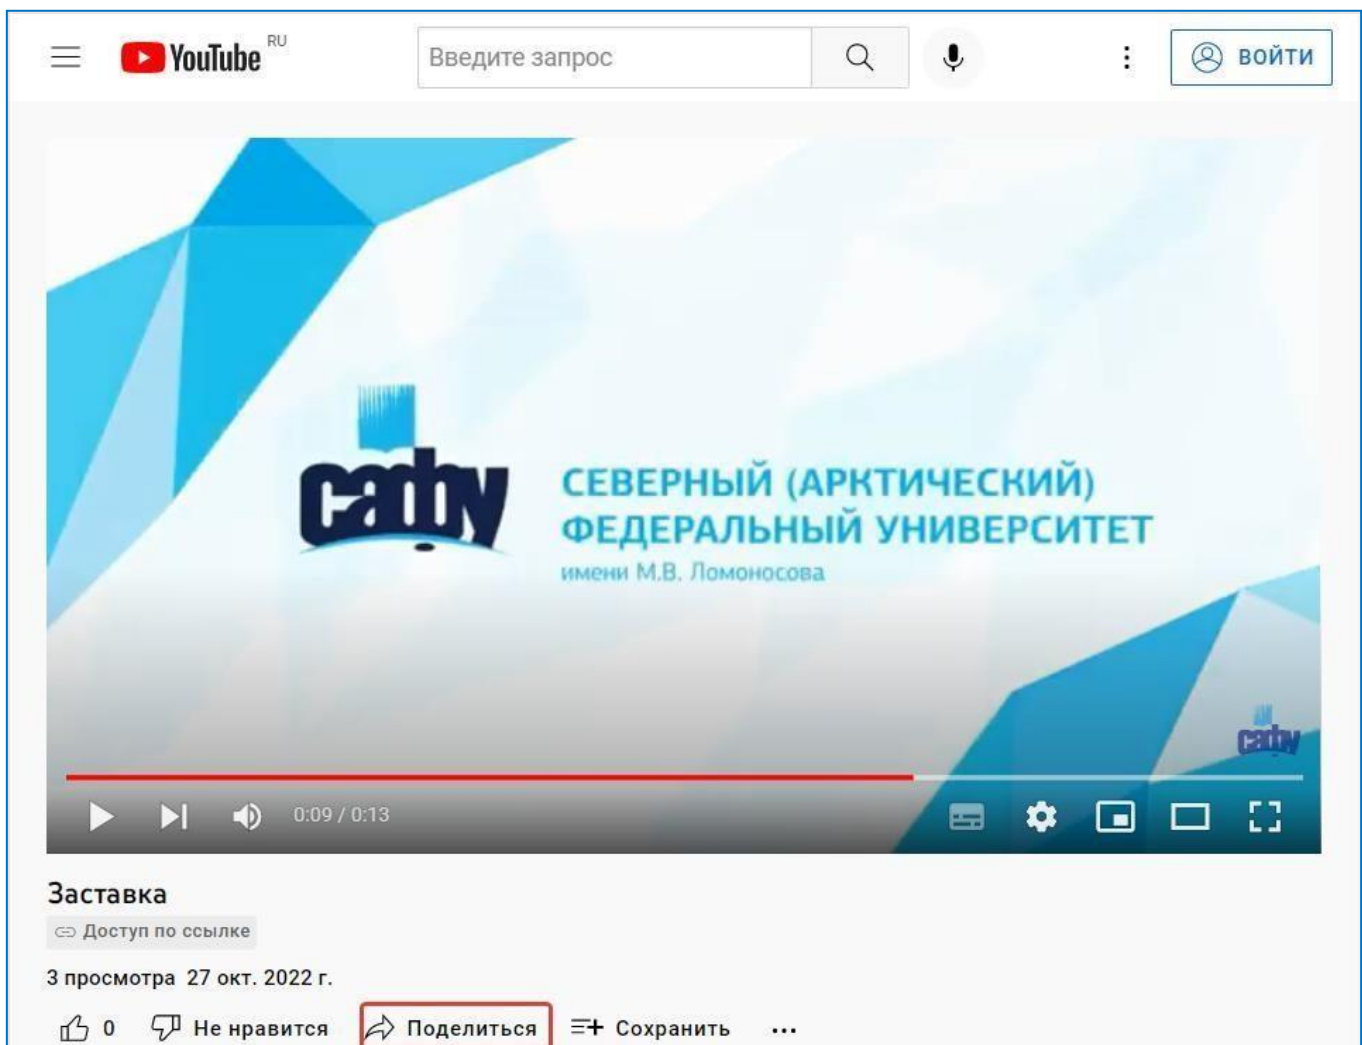 YouTube RU
Введите запрос
ВОЙТИ
сафу
СЕВЕРНЫЙ (АРКТИЧЕСКИЙ)
ФЕДЕРАЛЬНЫЙ УНИВЕРСИТЕТ
имени М.В. Ломоносова
сафу
0:09 / 0:13
Заставка
Доступ по ссылке
3 просмотра 27 окт. 2022 г.
0 Не нравится Поделиться Сохранить ...